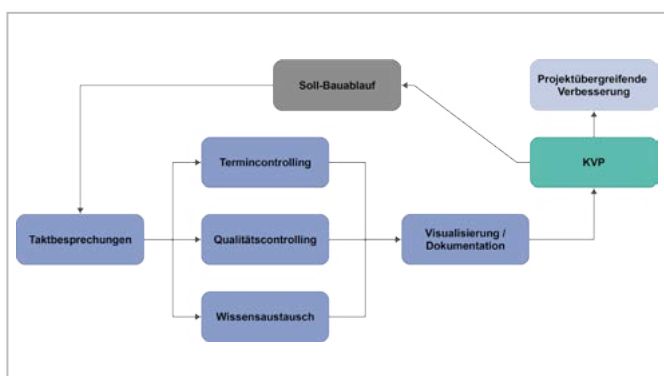 Soll-Bauablauf
Projektübergreifende
Verbesserung
Termincontrolling
KVP
Taktbesprechungen
Qualitätscontrolling
Visualisierung /
Dokumentation
Wissensaustausch